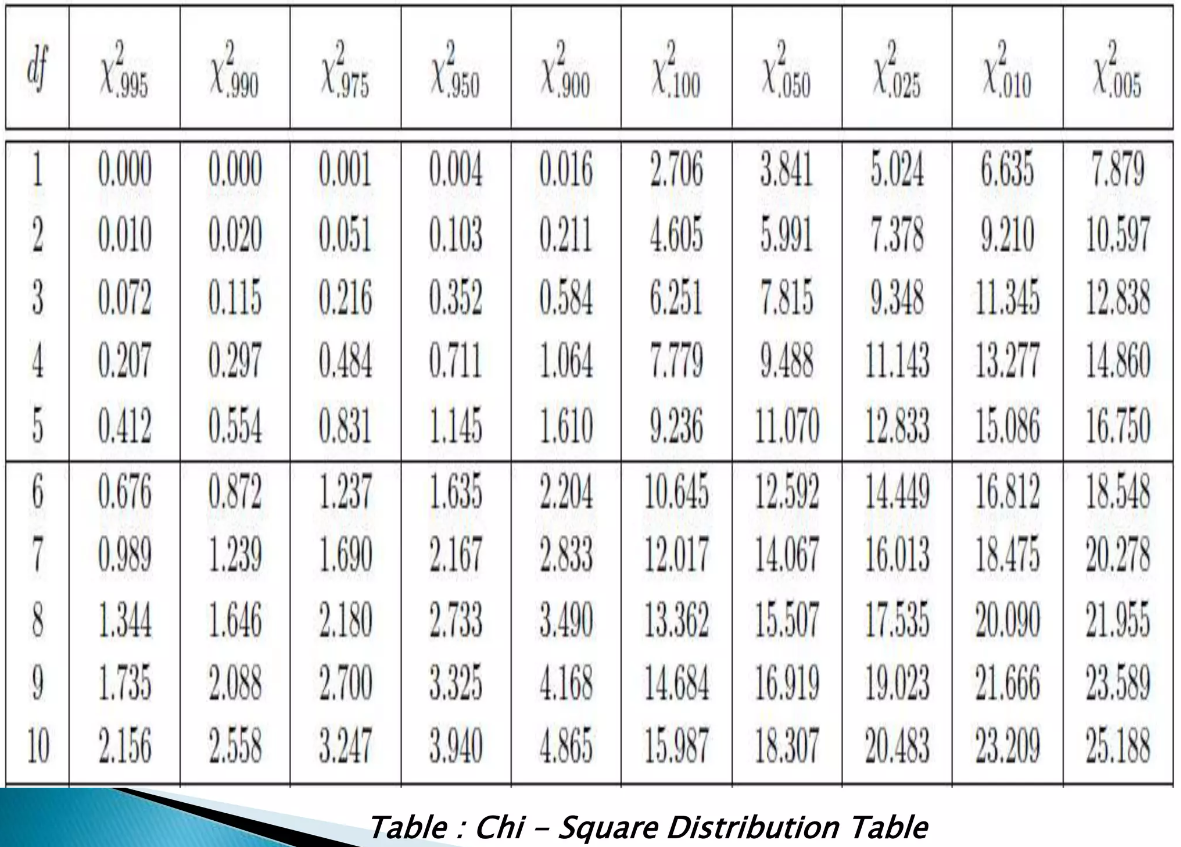 df χ².995 χ².990 χ².975 χ².950 χ².900 χ².100 χ².050 χ².025 χ².010 χ².005
1 0.000 0.000 0.001 0.004 0.016 2.706 3.841 5.024 6.635 7.879
2 0.010 0.020 0.051 0.103 0.211 4.605 5.991 7.378 9.210 10.597
3 0.072 0.115 0.216 0.352 0.584 6.251 7.815 9.348 11.345 12.838
4 0.207 0.297 0.484 0.711 1.064 7.779 9.488 11.143 13.277 14.860
5 0.412 0.554 0.831 1.145 1.610 9.236 11.070 12.833 15.086 16.750
6 0.676 0.872 1.237 1.635 2.204 10.645 12.592 14.449 16.812 18.548
7 0.989 1.239 1.690 2.167 2.833 12.017 14.067 16.013 18.475 20.278
8 1.344 1.646 2.180 2.733 3.490 13.362 15.507 17.535 20.090 21.955
9 1.735 2.088 2.700 3.325 4.168 14.684 16.919 19.023 21.666 23.589
10 2.156 2.558 3.247 3.940 4.865 15.987 18.307 20.483 23.209 25.188
Table : Chi – Square Distribution Table